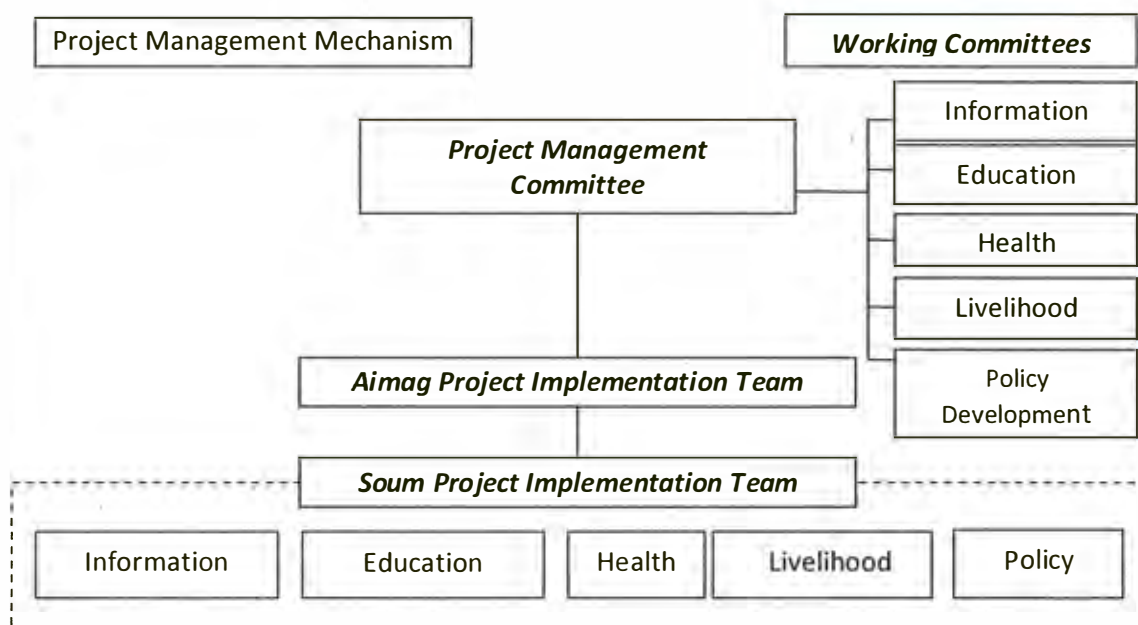 Project Management Mechanism
Working Committees
Information
Project Management
Committee
Education
Health
Livelihood
Policy
Development
Aimag Project Implementation Team
Soum Project Implementation Team
Information
Education
Health
Livelihood
Policy